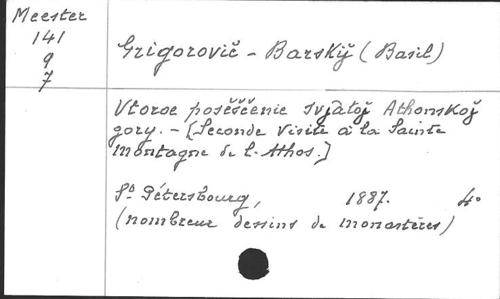 Meester
141
9
7
Grigorovič - Barskij (Basil)
Vtoroe posěščenie svjatoj Athonskoj
gory. - [Seconde visite à la Sainte
Montagne de l'Athos.]
St Pétersbourg, 1887. 4o
(nombreux dessins de monastères)